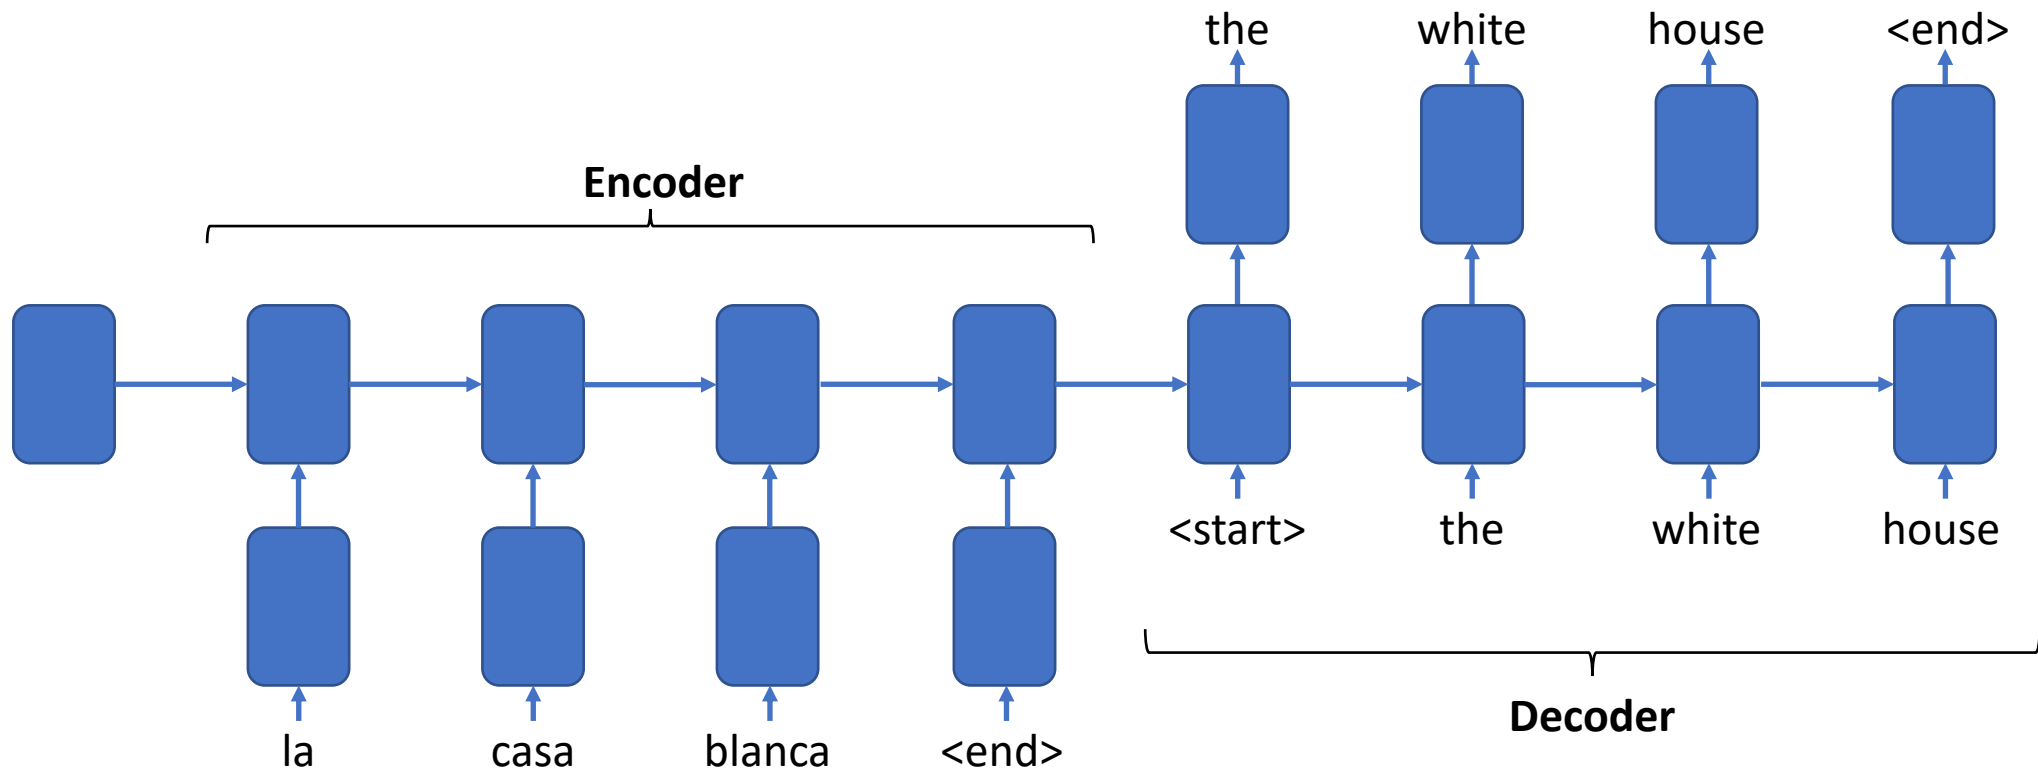 the white house <end>
Encoder
<start> the white house
Decoder
la casa blanca <end>